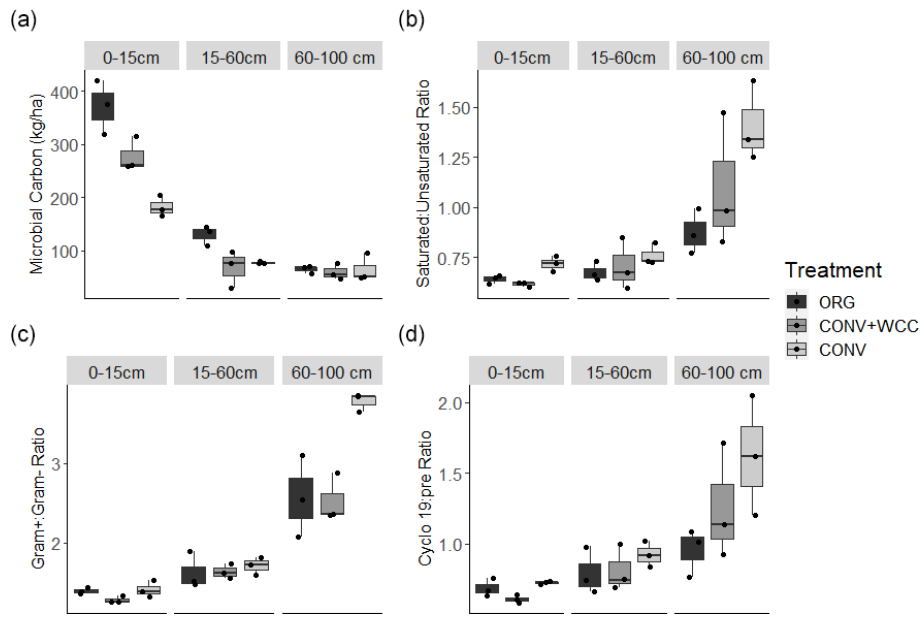 (a)
0-15cm
15-60cm
60-100 cm
Microbial Carbon (kg/ha)
400
300
200
100
(b)
0-15cm
15-60cm
60-100 cm
Saturated:Unsaturated Ratio
1.50
1.25
1.00
0.75
Treatment
ORG
CONV+WCC
CONV
(c)
0-15cm
15-60cm
60-100 cm
Gram+:Gram- Ratio
3
2
(d)
0-15cm
15-60cm
60-100 cm
Cyclo 19:pre Ratio
2.0
1.5
1.0